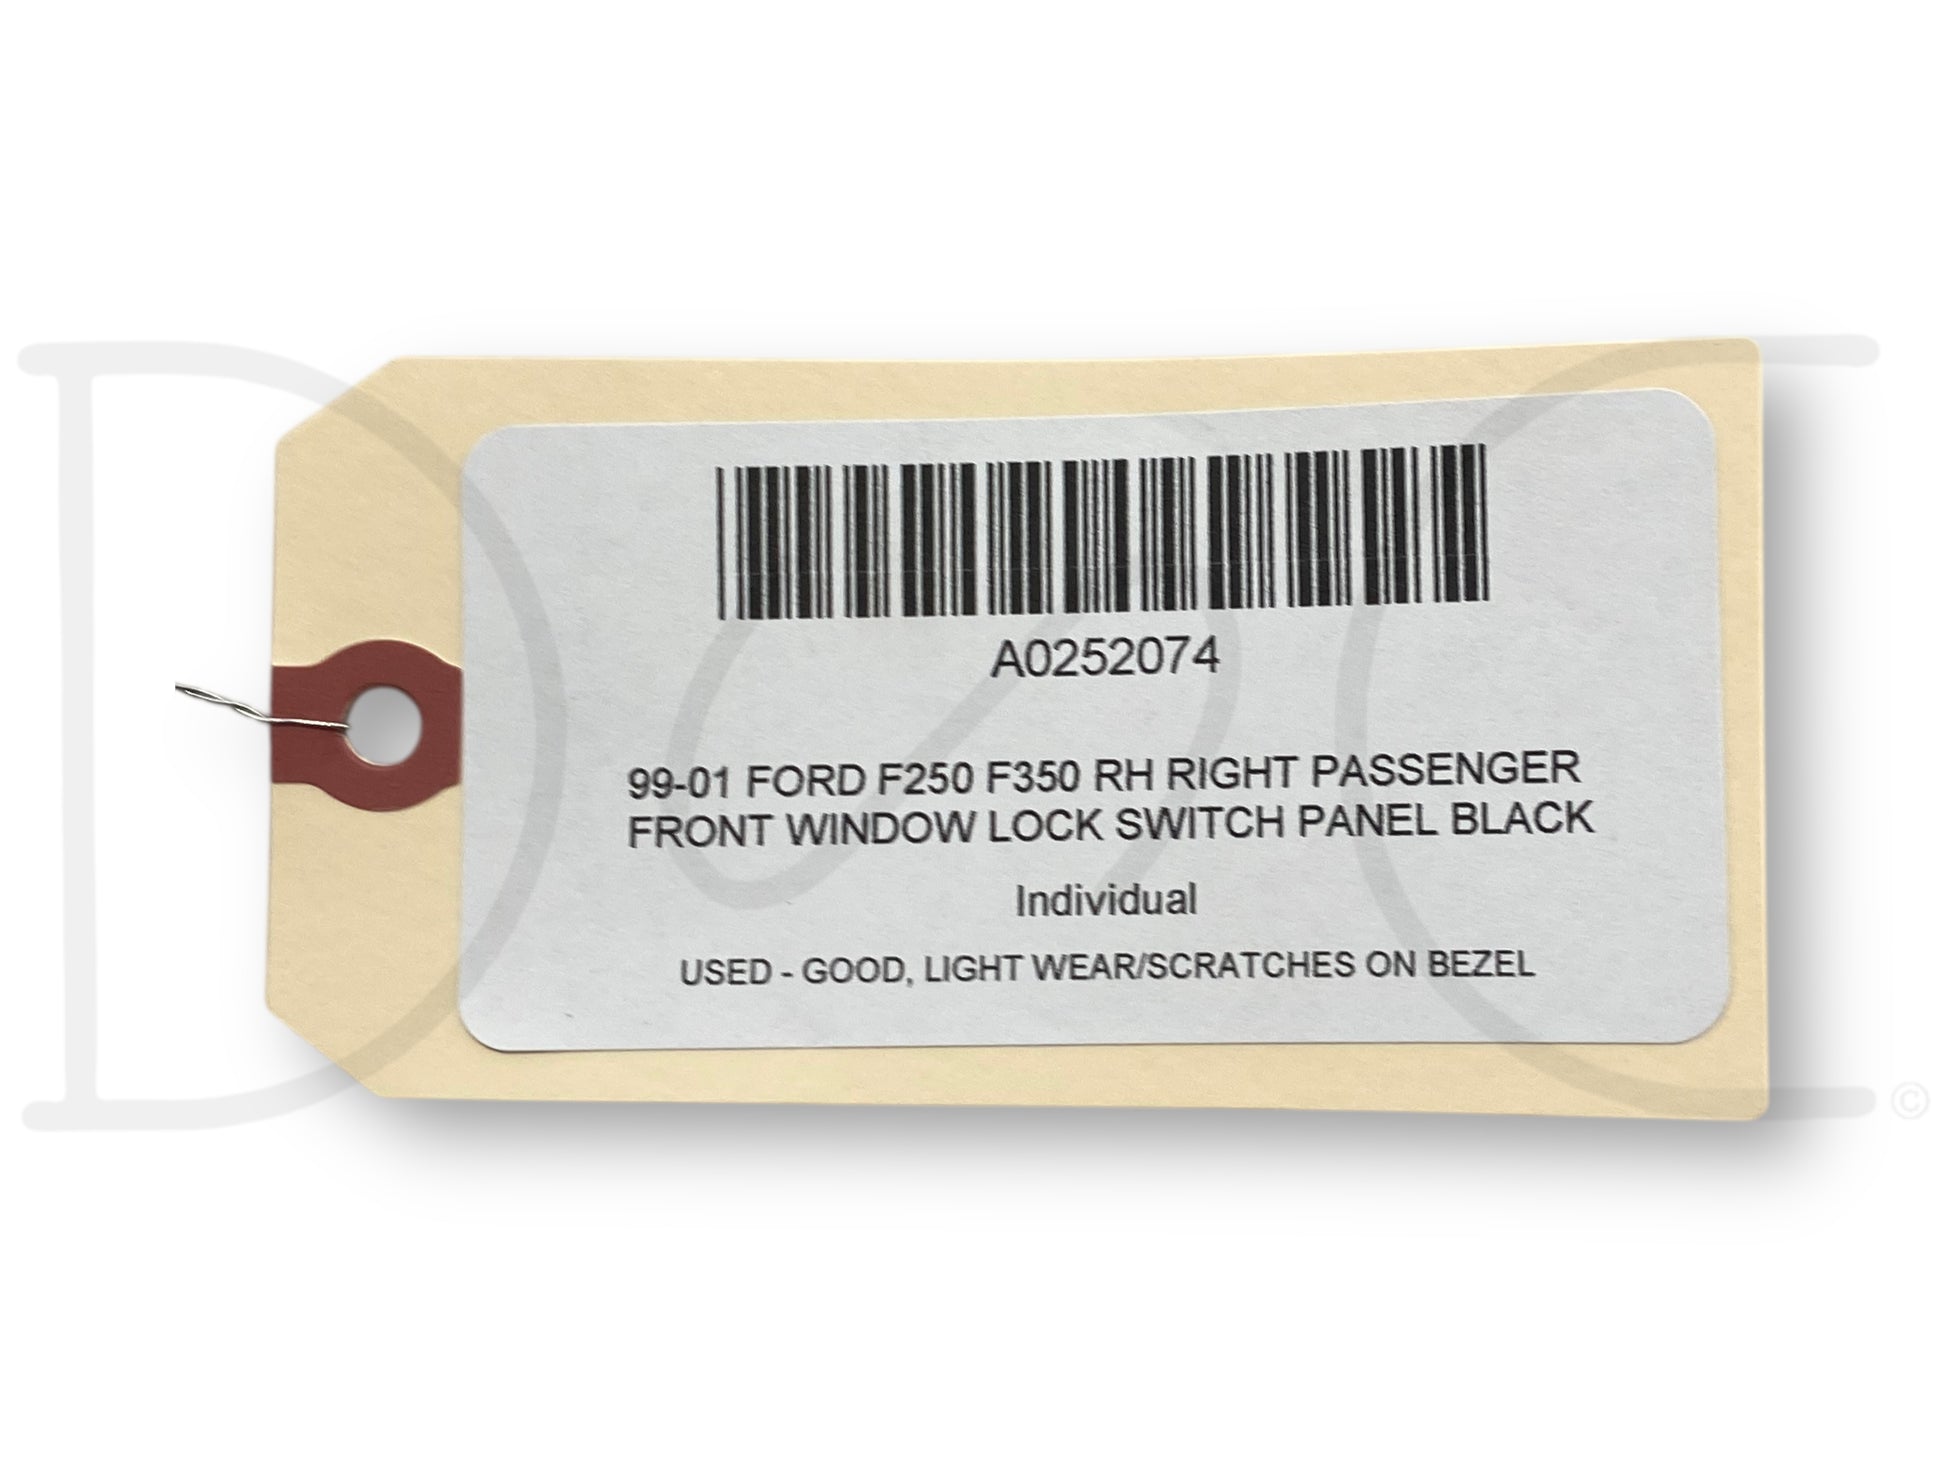 A0252074
99-01 FORD F250 F350 RH RIGHT PASSENGER
FRONT WINDOW LOCK SWITCH PANEL BLACK
Individual
USED - GOOD, LIGHT WEAR/SCRATCHES ON BEZEL
©